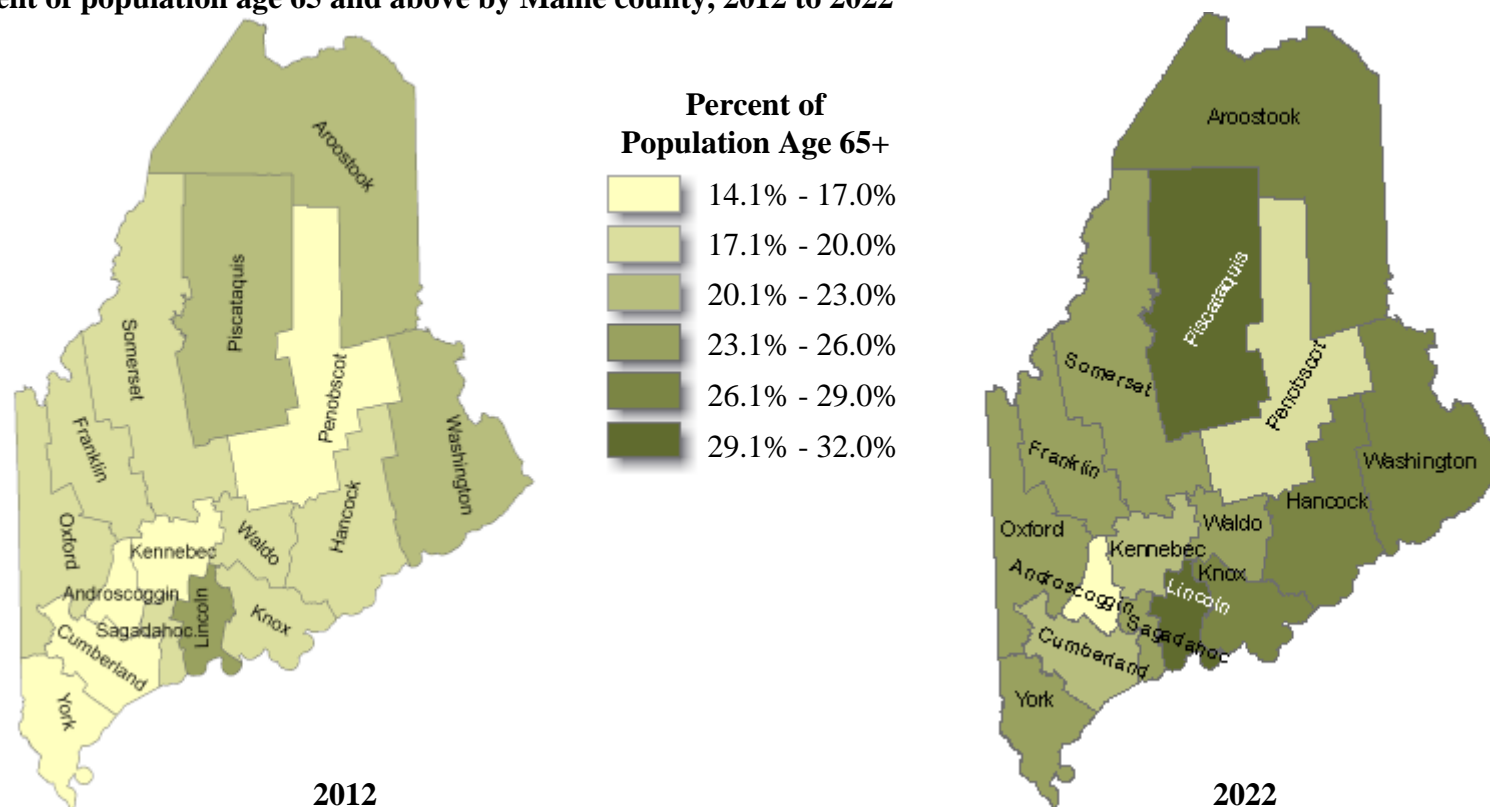 ent of population age 65 and above by Maine county, 2012 to 2022
Aroostook
Piscataquis
Somerset
Penobscot
Franklin
Washington
Hancock
Oxford
Waldo
Kennebec
Androscoggin
Lincoln
Knox
Sagadahoc
Cumberland
York
2012
Percent of
Population Age 65+
14.1% - 17.0%
17.1% - 20.0%
20.1% - 23.0%
23.1% - 26.0%
26.1% - 29.0%
29.1% - 32.0%
Aroostook
Piscataquis
Somerset
Penobscot
Franklin
Washington
Hancock
Oxford
Waldo
Kennebec
Knox
Androscoggin
Lincoln
Sagadahoc
Cumberland
York
2022